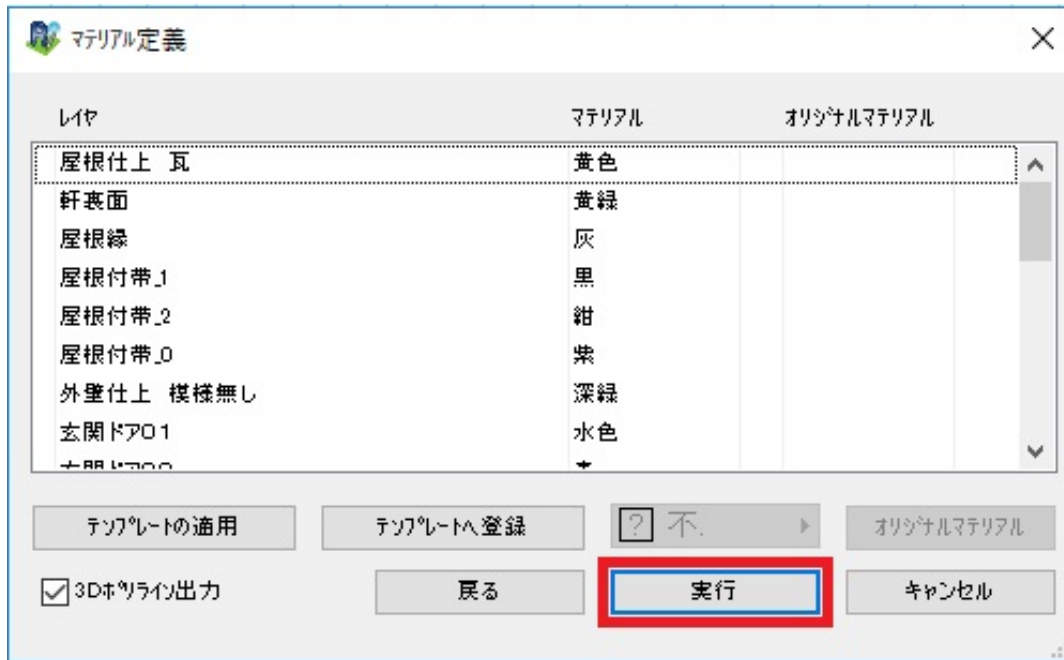 マテリアル定義
レイヤ マテリアル オリジナルマテリアル
屋根仕上 瓦 黄色
軒裏面 黄緑
屋根縁 灰
屋根付帯_1 黒
屋根付帯_2 紺
屋根付帯_0 紫
外壁仕上 模様無し 深緑
玄関ドア01 水色
テンプレートの適用 テンプレートへ登録 ? 不. オリジナルマテリアル
3Dポリライン出力 戻る 実行 キャンセル